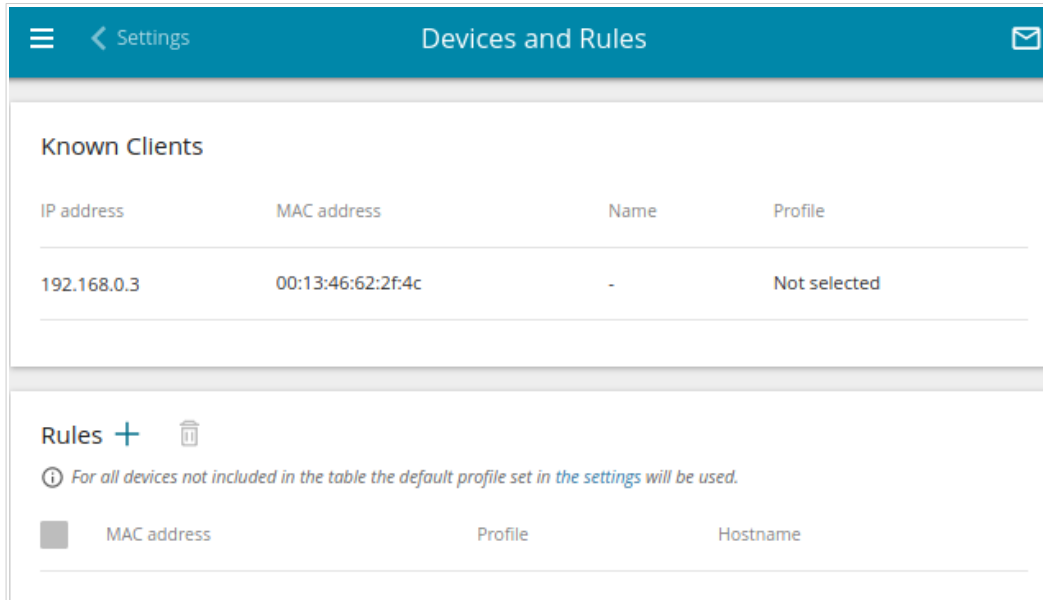 Settings Devices and Rules
Known Clients
IP address MAC address Name Profile
192.168.0.3 00:13:46:62:2f:4c - Not selected
Rules
For all devices not included in the table the default profile set in the settings will be used.
MAC address Profile Hostname